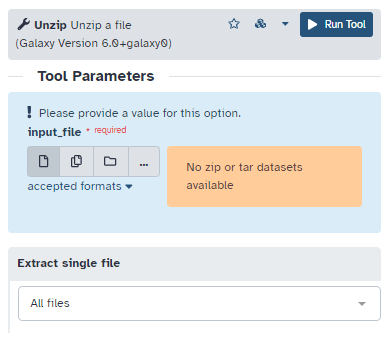 Unzip Unzip a file
(Galaxy Version 6.0+galaxy0)
Run Tool
Tool Parameters
Please provide a value for this option.
input_file * required
...
accepted formats
No zip or tar datasets
available
Extract single file
All files